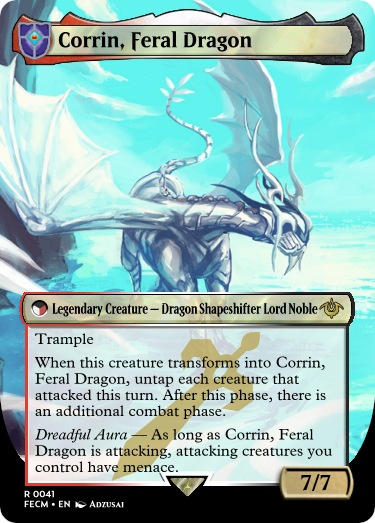 Corrin, Feral Dragon
Legendary Creature — Dragon Shapeshifter Lord Noble
Trample
When this creature transforms into Corrin,
Feral Dragon, untap each creature that
attacked this turn. After this phase, there is
an additional combat phase.
Dreadful Aura — As long as Corrin, Feral
Dragon is attacking, attacking creatures you
control have menace.
7/7
R 0041
FECM • EN Adzusai